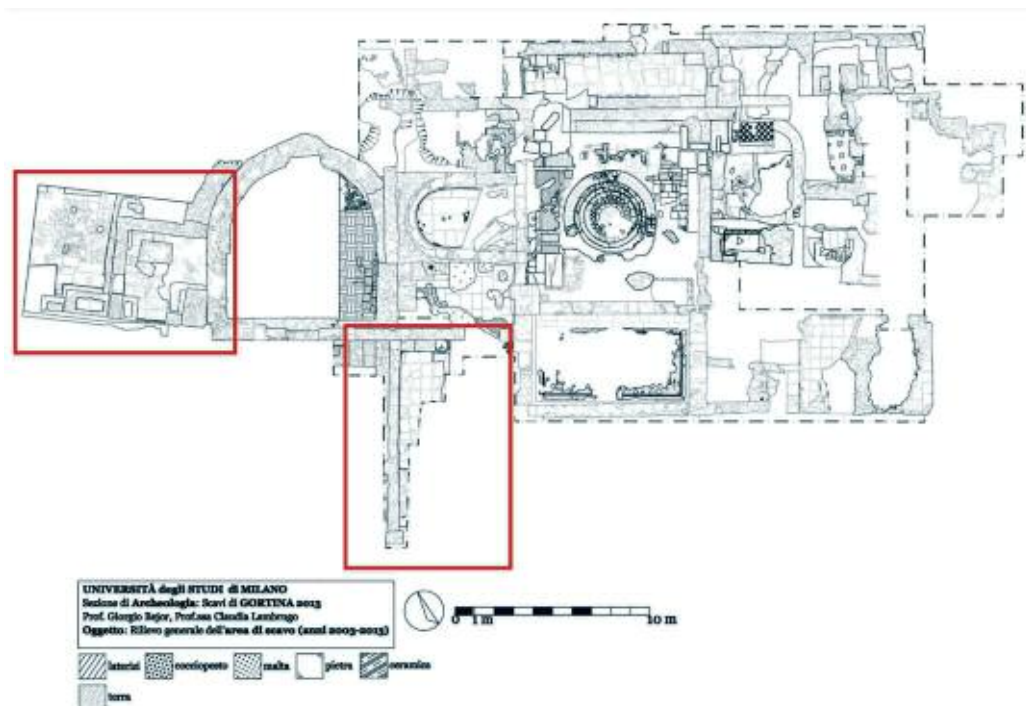 UNIVERSITÀ degli STUDI di MILANO
Sezione di Archeologia: Scavi di GORTINA 2013
Prof. Giorgio Bejor, Prof.ssa Claudia Lambrugo
Oggetto: Rilievo generale dell'area di scavo (anni 2003-2013)
0 1 m 10 m
laterizi cocciopesto malta pietra ceramica
terra